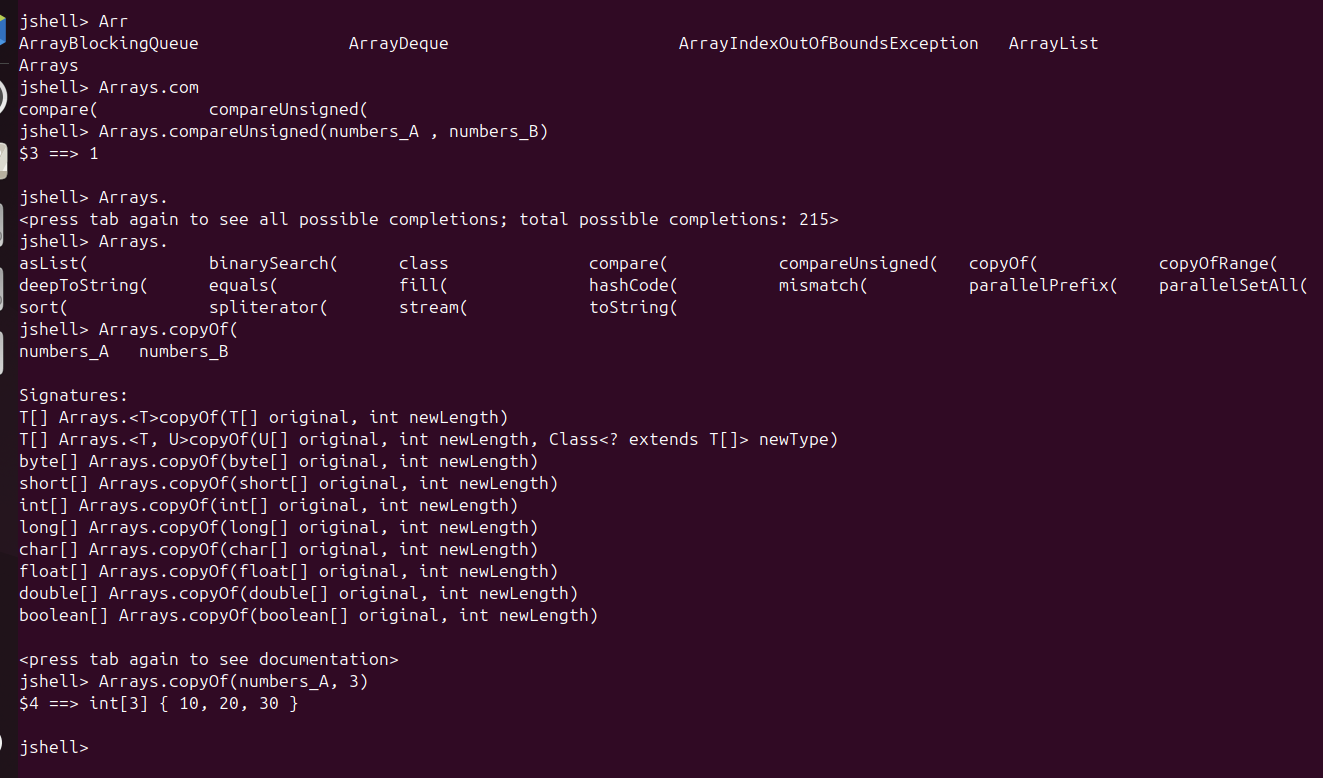 jshell> Arr
ArrayBlockingQueue ArrayDeque ArrayIndexOutOfBoundsException ArrayList
Arrays
jshell> Arrays.com
compare( compareUnsigned(
jshell> Arrays.compareUnsigned(numbers_A , numbers_B)
$3 ==> 1
jshell> Arrays.
<press tab again to see all possible completions; total possible completions: 215>
jshell> Arrays.
asList( binarySearch( class compare( compareUnsigned( copyOf( copyOfRange(
deepToString( equals( fill( hashCode( mismatch( parallelPrefix( parallelSetAll(
sort( spliterator( stream( toString(
jshell> Arrays.copyOf(
numbers_A numbers_B
Signatures:
T[] Arrays.<T>copyOf(T[] original, int newLength)
T[] Arrays.<T, U>copyOf(U[] original, int newLength, Class<? extends T[]> newType)
byte[] Arrays.copyOf(byte[] original, int newLength)
short[] Arrays.copyOf(short[] original, int newLength)
int[] Arrays.copyOf(int[] original, int newLength)
long[] Arrays.copyOf(long[] original, int newLength)
char[] Arrays.copyOf(char[] original, int newLength)
float[] Arrays.copyOf(float[] original, int newLength)
double[] Arrays.copyOf(double[] original, int newLength)
boolean[] Arrays.copyOf(boolean[] original, int newLength)
<press tab again to see documentation>
jshell> Arrays.copyOf(numbers_A, 3)
$4 ==> int[3] { 10, 20, 30 }
jshell>